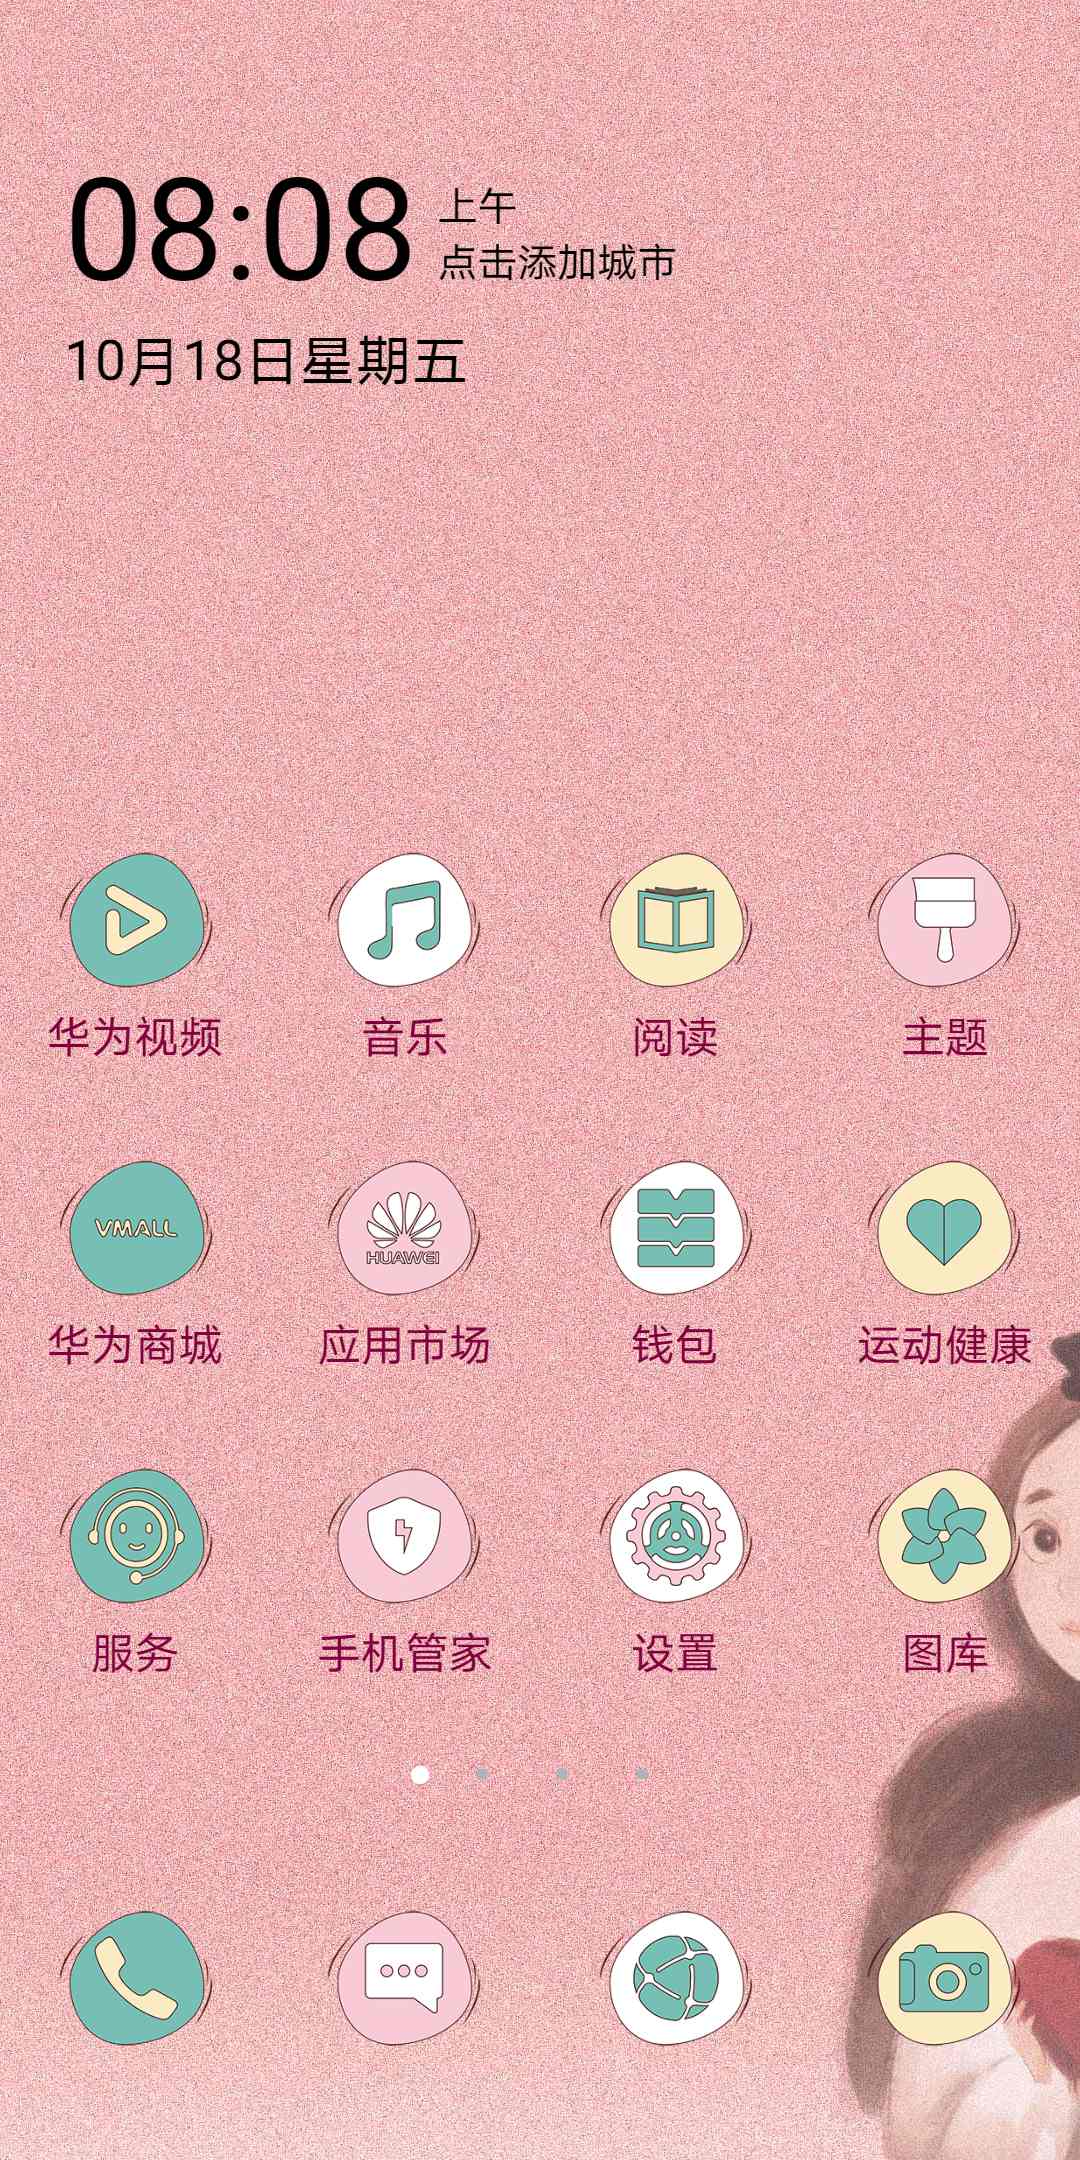 08:08
上午
点击添加城市
10月18日星期五
华为视频
音乐
阅读
主题
VMALL
HUAWEI
华为商城
应用市场
钱包
运动健康
服务
手机管家
设置
图库